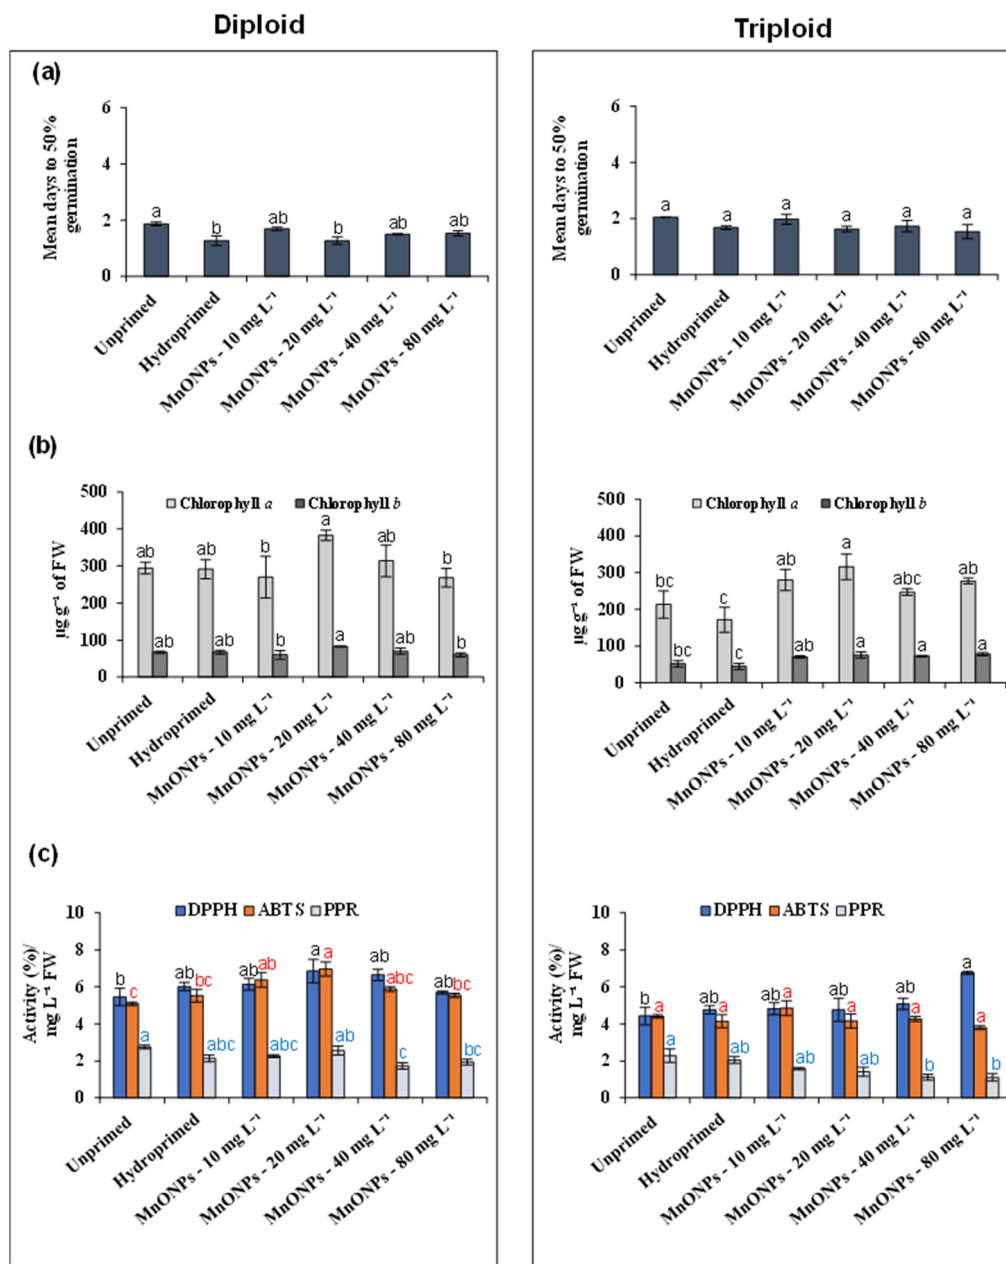 Diploid
Triploid
(a)
Mean days to 50%
germination
6
4
2
0
a
b
ab
b
ab
ab
Unprimed
Hydroprimed
MnONPs - 10 mg L⁻¹
MnONPs - 20 mg L⁻¹
MnONPs - 40 mg L⁻¹
MnONPs - 80 mg L⁻¹
Mean days to 50%
germination
6
4
2
0
a
a
a
a
a
a
Unprimed
Hydroprimed
MnONPs - 10 mg L⁻¹
MnONPs - 20 mg L⁻¹
MnONPs - 40 mg L⁻¹
MnONPs - 80 mg L⁻¹
(b)
µg g⁻¹ of FW
500
400
300
200
100
0
Chlorophyll a
Chlorophyll b
ab
ab
b
a
ab
b
ab
ab
b
a
ab
b
Unprimed
Hydroprimed
MnONPs - 10 mg L⁻¹
MnONPs - 20 mg L⁻¹
MnONPs - 40 mg L⁻¹
MnONPs - 80 mg L⁻¹
µg g⁻¹ of FW
500
400
300
200
100
0
Chlorophyll a
Chlorophyll b
bc
c
ab
a
abc
ab
bc
c
ab
a
a
a
Unprimed
Hydroprimed
MnONPs - 10 mg L⁻¹
MnONPs - 20 mg L⁻¹
MnONPs - 40 mg L⁻¹
MnONPs - 80 mg L⁻¹
(c)
Activity (%)/
mg L⁻¹ FW
10
8
6
4
2
0
DPPH
ABTS
PPR
b
c
a
ab
bc
abc
ab
ab
abc
a
a
ab
ab
abc
c
ab
bc
bc
Unprimed
Hydroprimed
MnONPs - 10 mg L⁻¹
MnONPs - 20 mg L⁻¹
MnONPs - 40 mg L⁻¹
MnONPs - 80 mg L⁻¹
Activity (%)/
mg L⁻¹ FW
10
8
6
4
2
0
DPPH
ABTS
PPR
b
a
a
ab
a
ab
ab
a
ab
ab
a
ab
ab
a
b
a
a
b
Unprimed
Hydroprimed
MnONPs - 10 mg L⁻¹
MnONPs - 20 mg L⁻¹
MnONPs - 40 mg L⁻¹
MnONPs - 80 mg L⁻¹